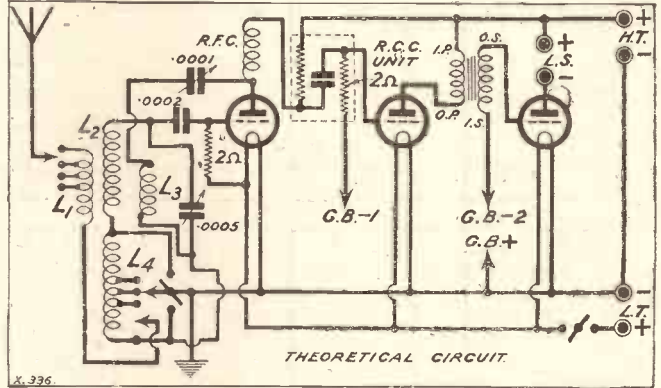 R.F.C.
.0001
.0002
L1
L2
L3
L4
2Ω
.0005
R.C.C.
UNIT
2Ω
G.B.-1
I.P.
O.P.
O.S.
I.S.
G.B.-2
G.B.+
+
L.S.
-
+
H.T.
-
-
L.T.
+
THEORETICAL CIRCUIT.
X.336.